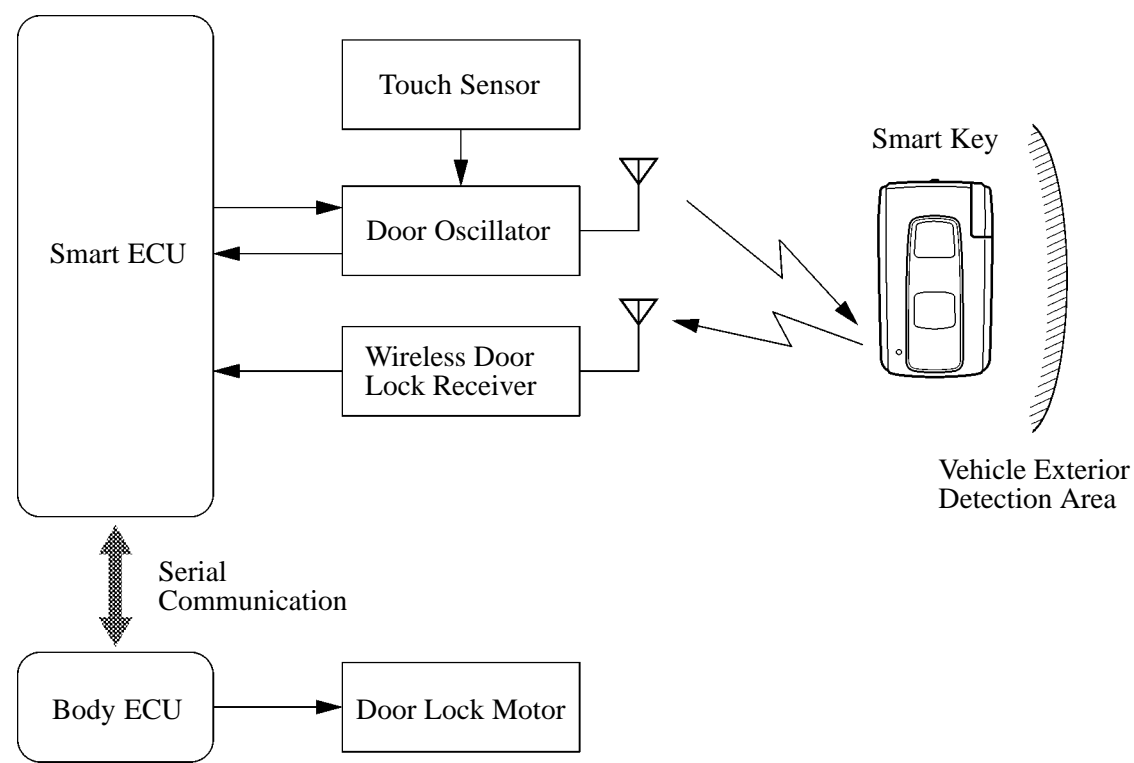 Touch Sensor
Smart Key
Door Oscillator
Smart ECU
Wireless Door
Lock Receiver
Vehicle Exterior
Detection Area
Serial
Communication
Body ECU
Door Lock Motor